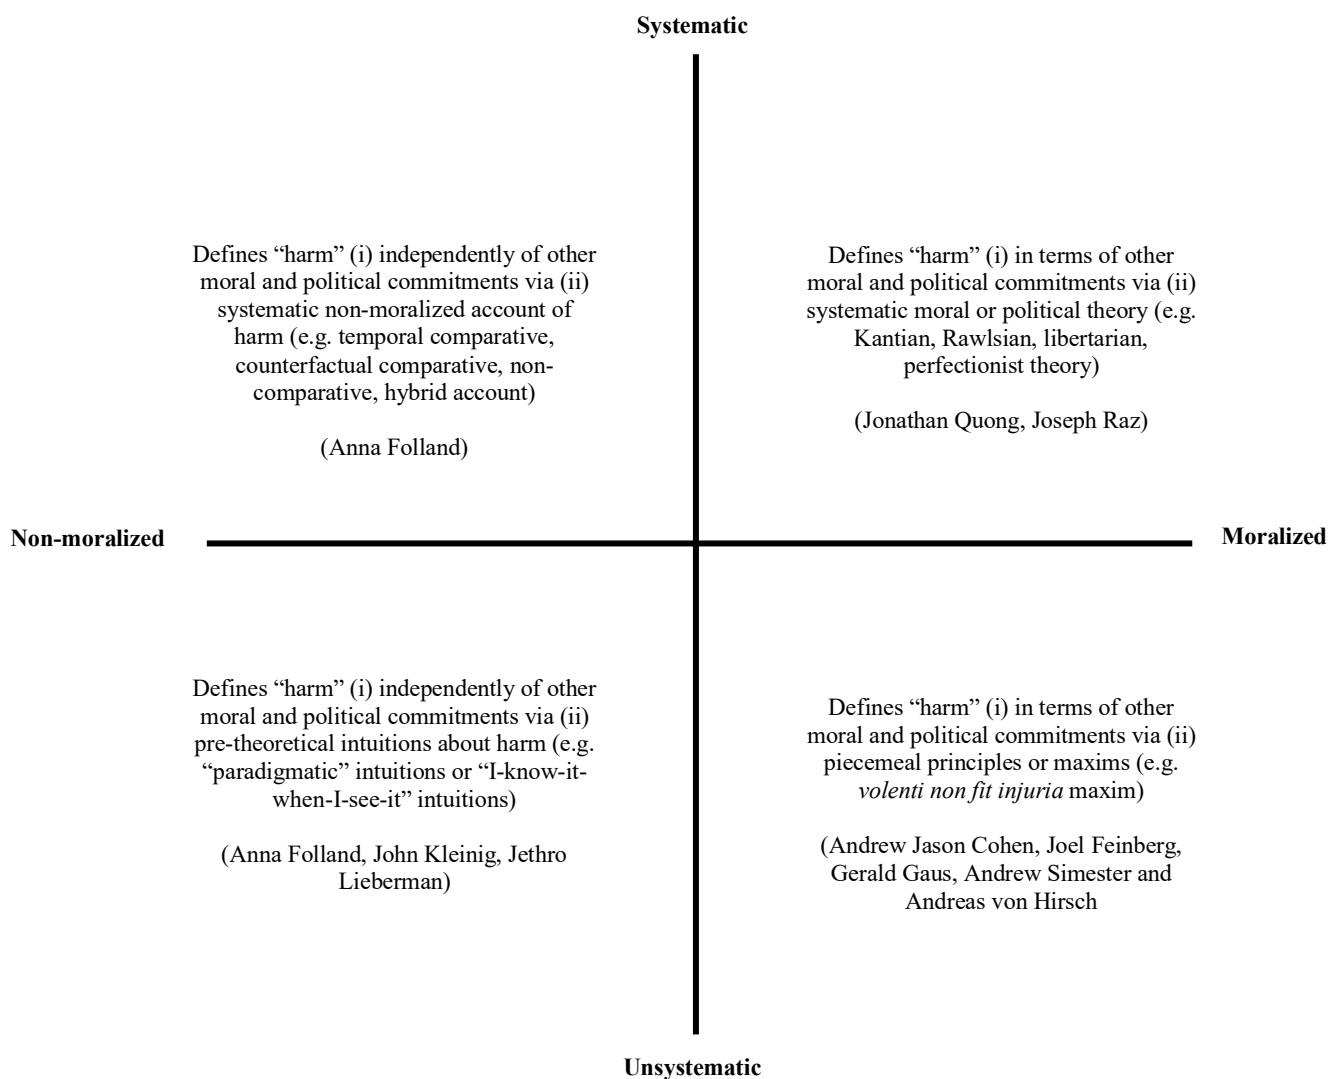 Systematic
Defines “harm” (i) independently of other
moral and political commitments via (ii)
systematic non-moralized account of
harm (e.g. temporal comparative,
counterfactual comparative, non-
comparative, hybrid account)
(Anna Folland)
Defines “harm” (i) in terms of other
moral and political commitments via (ii)
systematic moral or political theory (e.g.
Kantian, Rawlsian, libertarian,
perfectionist theory)
(Jonathan Quong, Joseph Raz)
Non-moralized
Moralized
Defines “harm” (i) independently of other
moral and political commitments via (ii)
pre-theoretical intuitions about harm (e.g.
“paradigmatic” intuitions or “I-know-it-
when-I-see-it” intuitions)
(Anna Folland, John Kleinig, Jethro
Lieberman)
Defines “harm” (i) in terms of other
moral and political commitments via (ii)
piecemeal principles or maxims (e.g.
volenti non fit injuria maxim)
(Andrew Jason Cohen, Joel Feinberg,
Gerald Gaus, Andrew Simester and
Andreas von Hirsch
Unsystematic